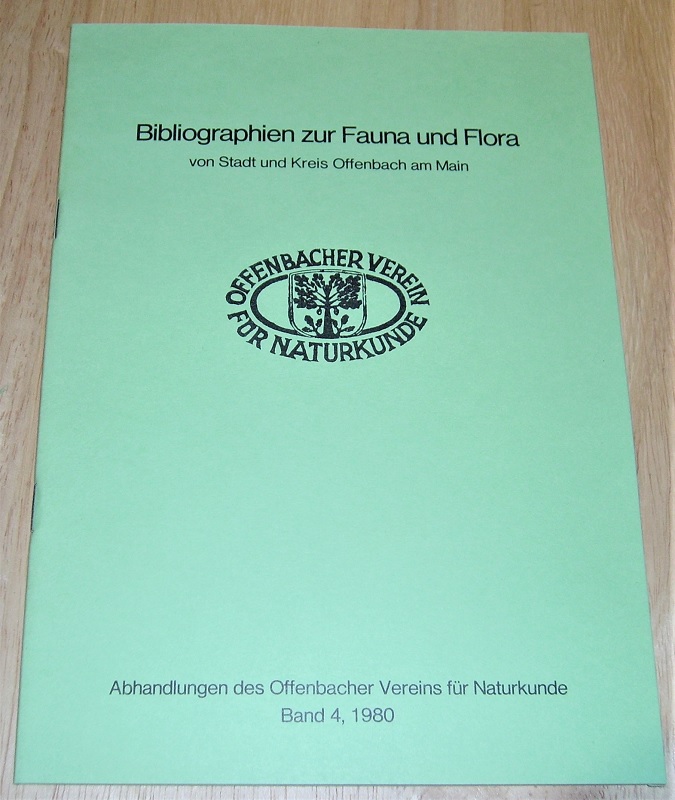 Bibliographien zur Fauna und Flora
von Stadt und Kreis Offenbach am Main
OFFENBACHER VEREIN
FÜR NATURKUNDE
Abhandlungen des Offenbacher Vereins für Naturkunde
Band 4, 1980